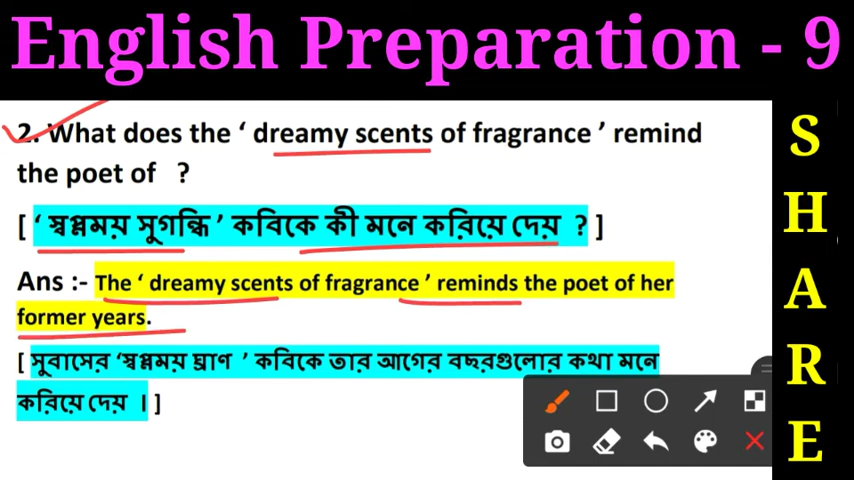 English Preparation - 9
2. What does the ‘ dreamy scents of fragrance ’ remind
the poet of ?
[ ‘ স্বপ্নময় সুগন্ধি ’ কবিকে কী মনে করিয়ে দেয় ? ]
Ans :- The ‘ dreamy scents of fragrance ’ reminds the poet of her
former years.
[ সুবাসের ‘স্বপ্নময় ঘ্রাণ ’ কবিকে তার আগের বছরগুলোর কথা মনে
করিয়ে দেয় । ]
SHARE